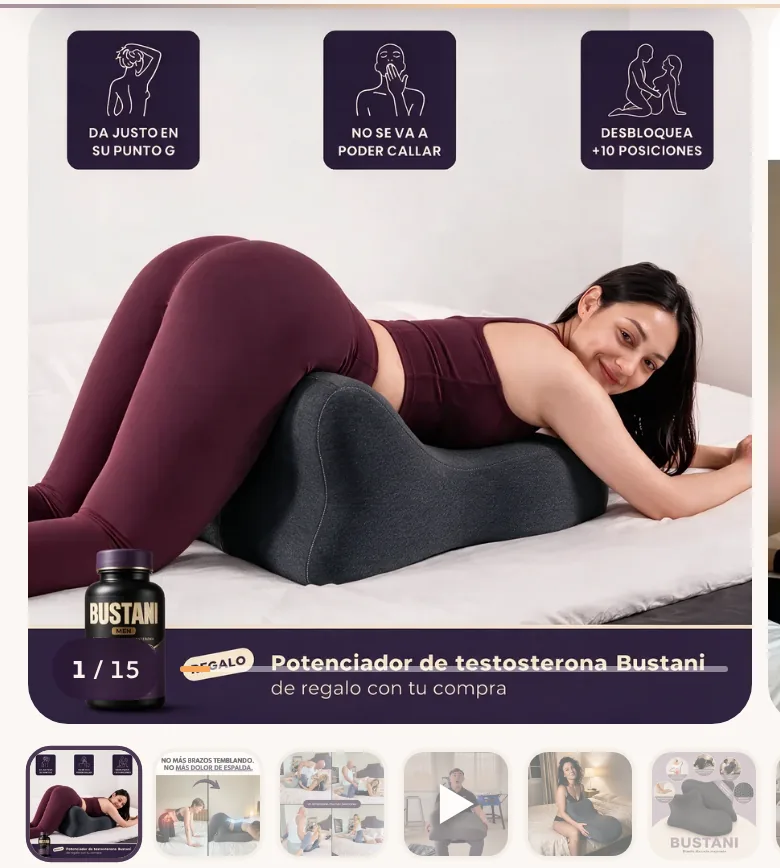 DA JUSTO EN
SU PUNTO G
NO SE VA A
PODER CALLAR
DESBLOQUEA
+10 POSICIONES
BUSTANI
MEN
1 / 15
REGALO
Potenciador de testosterona Bustani
de regalo con tu compra
NO MÁS BRAZOS TEMBLANDO.
NO MÁS DOLOR DE ESPALDA.
BUSTANI